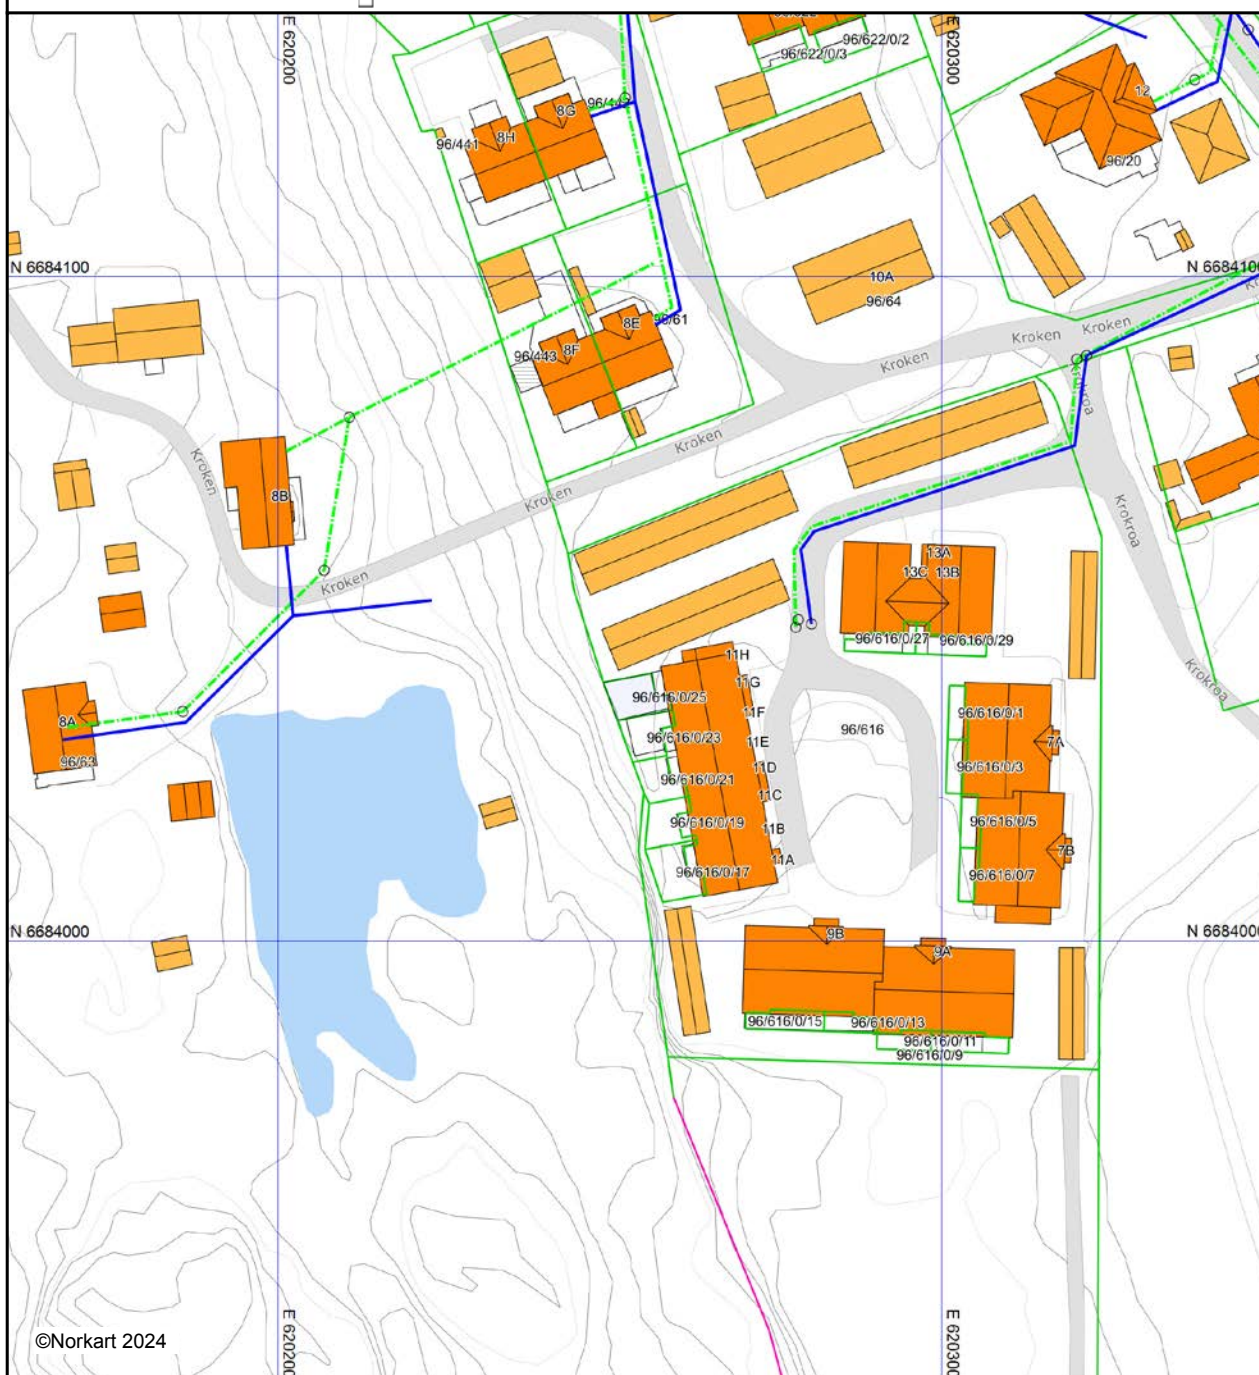 E 620200
E 620300
96/622/0/2
96/622/0/3
12
96/20
96/441
8H
8G
N 6684100
N 6684100
10A
96/64
8E
96/61
8F
96/443
Kroken
Kroken
Kroken
Kroken
Kroken
Kroken
Kroken
8B
Krokroa
Krokroa
13A
13C
13B
96/616/0/27
96/616/0/29
11H
11G
11F
11E
11D
11C
11B
11A
96/616/0/25
96/616/0/23
96/616/0/21
96/616/0/19
96/616/0/17
96/616
96/616/0/1
96/616/0/3
96/616/0/5
96/616/0/7
7A
7B
8A
96/63
N 6684000
N 6684000
9B
9A
96/616/0/15
96/616/0/13
96/616/0/11
96/616/0/9
E 620200
E 620300
©Norkart 2024